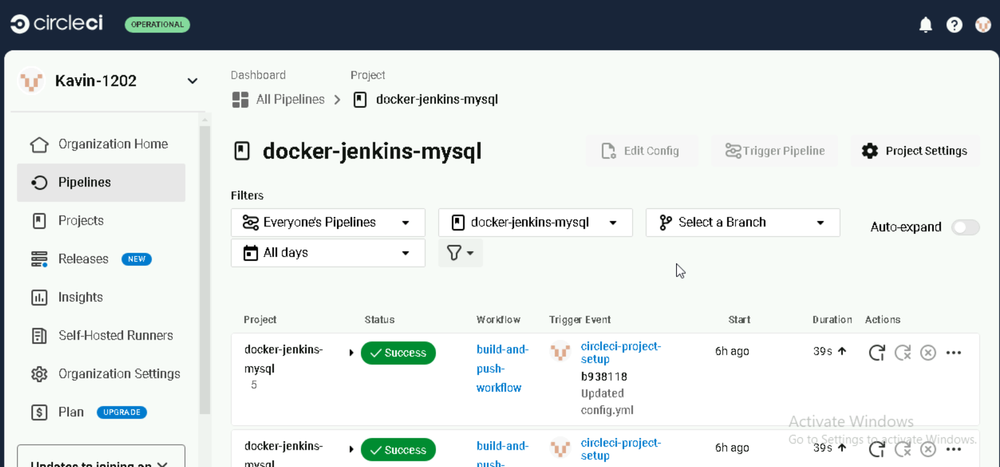 circleci OPERATIONAL
Kavin-1202
Organization Home
Pipelines
Projects
Releases NEW
Insights
Self-Hosted Runners
Organization Settings
Plan UPGRADE
Updates to joining an
Dashboard Project
All Pipelines docker-jenkins-mysql
docker-jenkins-mysql
Edit Config Trigger Pipeline Project Settings
Filters
Everyone's Pipelines docker-jenkins-mysql Select a Branch Auto-expand
All days
Project Status Workflow Trigger Event Start Duration Actions
docker-jenkins-
mysql
5
Success
build-and-
push-
workflow
circleci-project-
setup
b938118
Updated
config.yml
6h ago
39s
docker-jenkins-
mysql
Success
build-and-
push-
circleci-project-
setup
6h ago
39s
Activate Windows
Go to Settings to activate Windows.